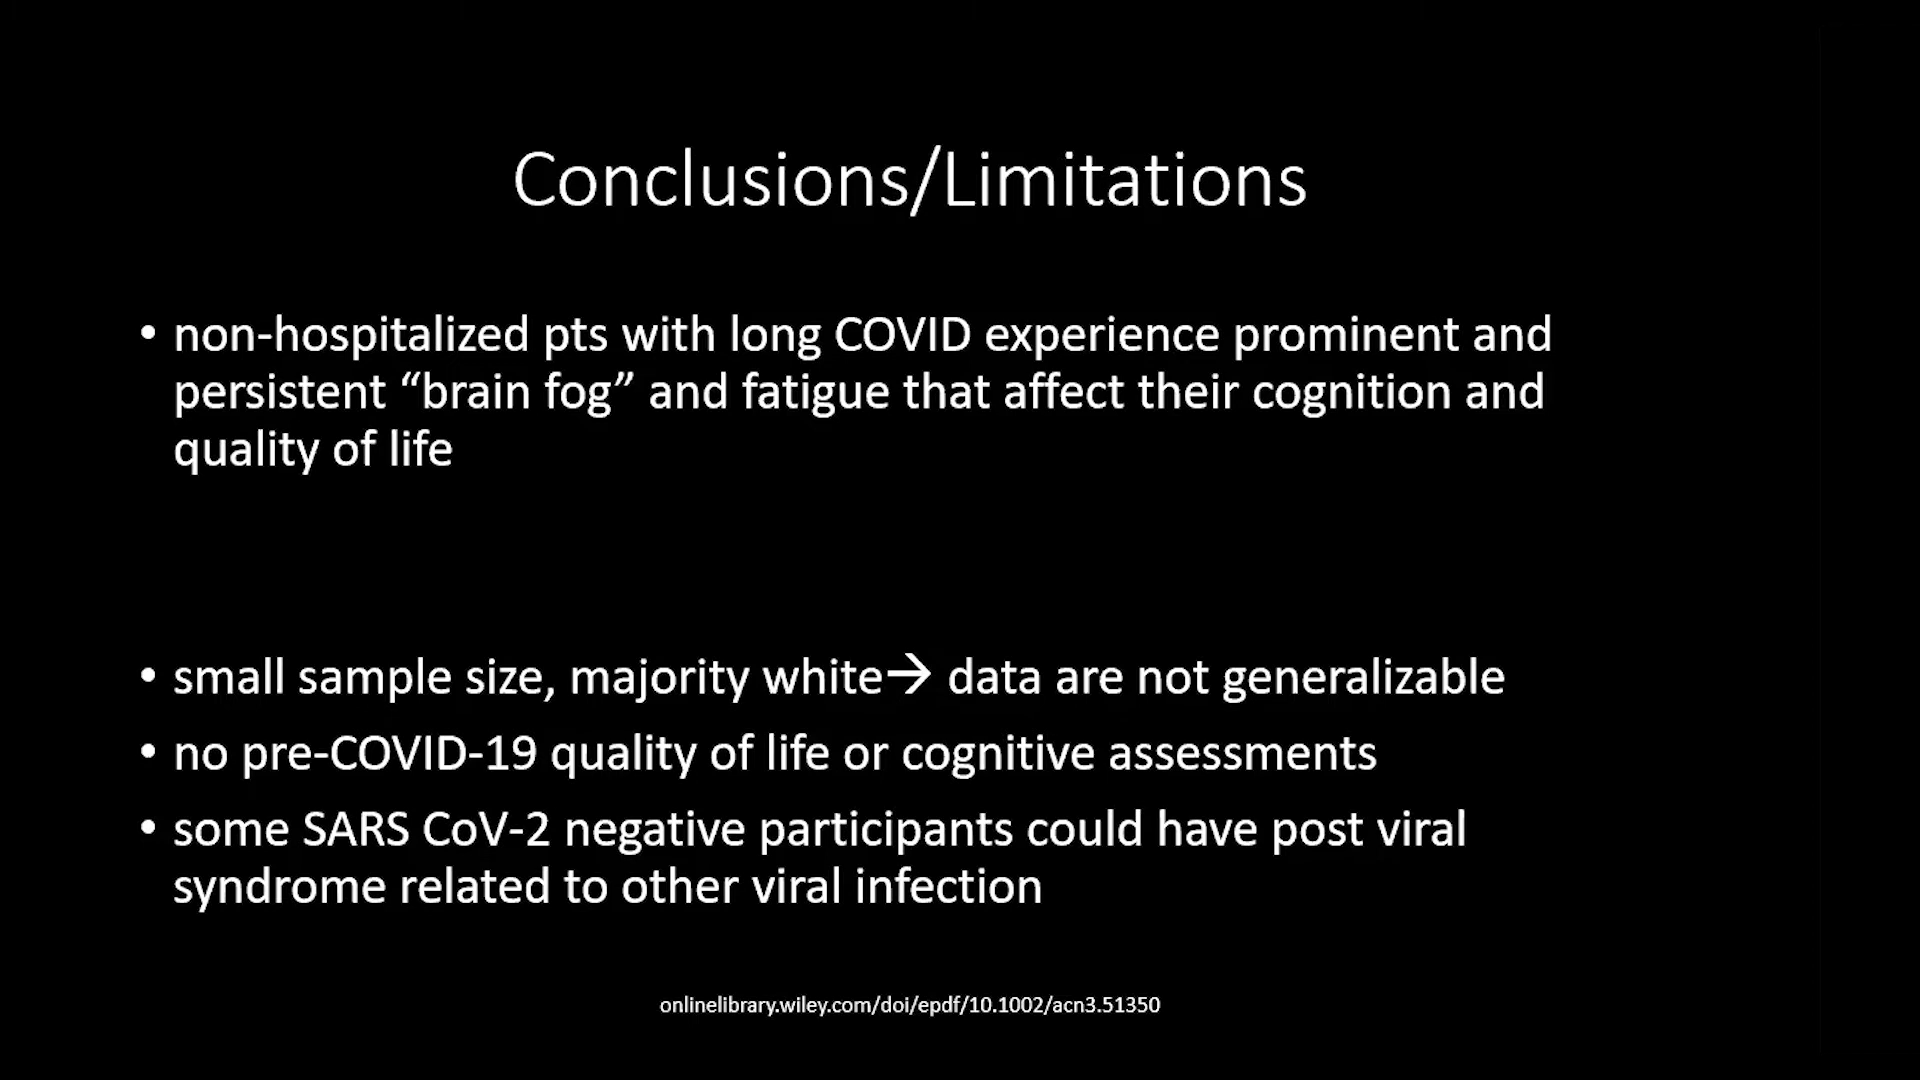 Conclusions/Limitations
• non-hospitalized pts with long COVID experience prominent and
persistent “brain fog” and fatigue that affect their cognition and
quality of life
• small sample size, majority white→ data are not generalizable
• no pre-COVID-19 quality of life or cognitive assessments
• some SARS CoV-2 negative participants could have post viral
syndrome related to other viral infection
onlinelibrary.wiley.com/doi/epdf/10.1002/acn3.51350